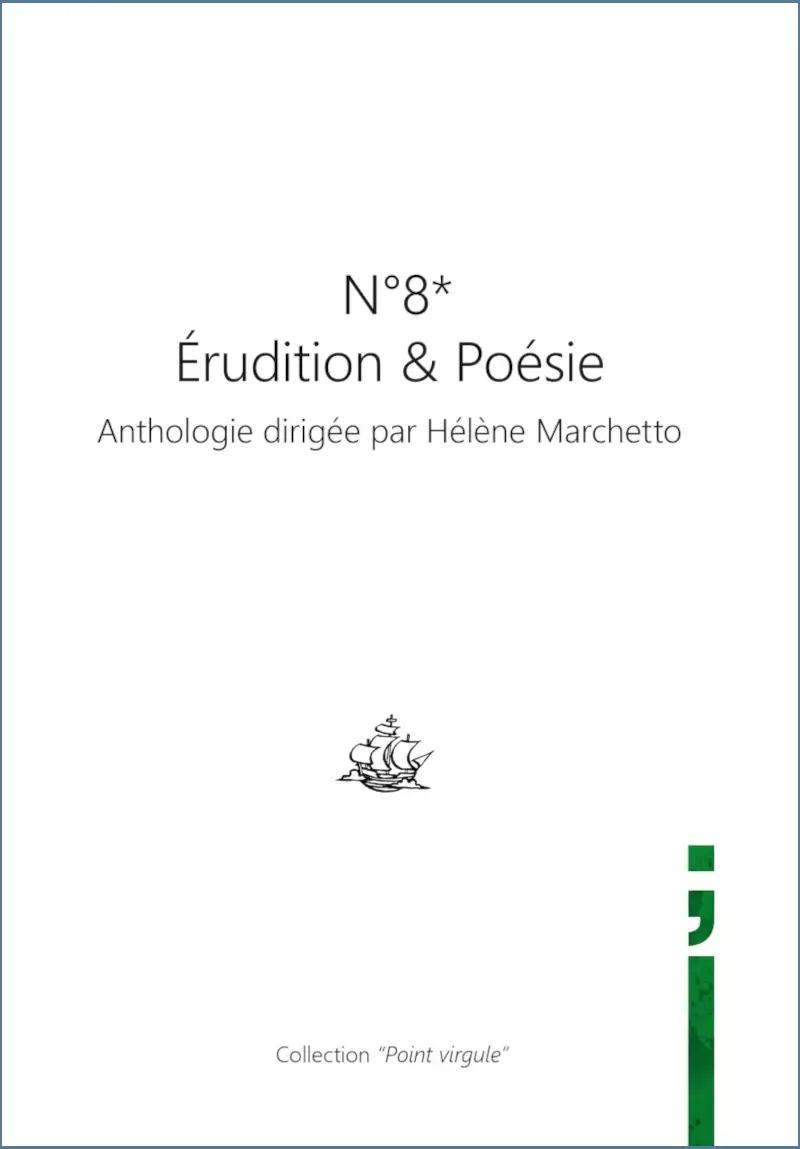 N°8*
Érudition & Poésie
Anthologie dirigée par Hélène Marchetto
;
Collection "Point virgule"